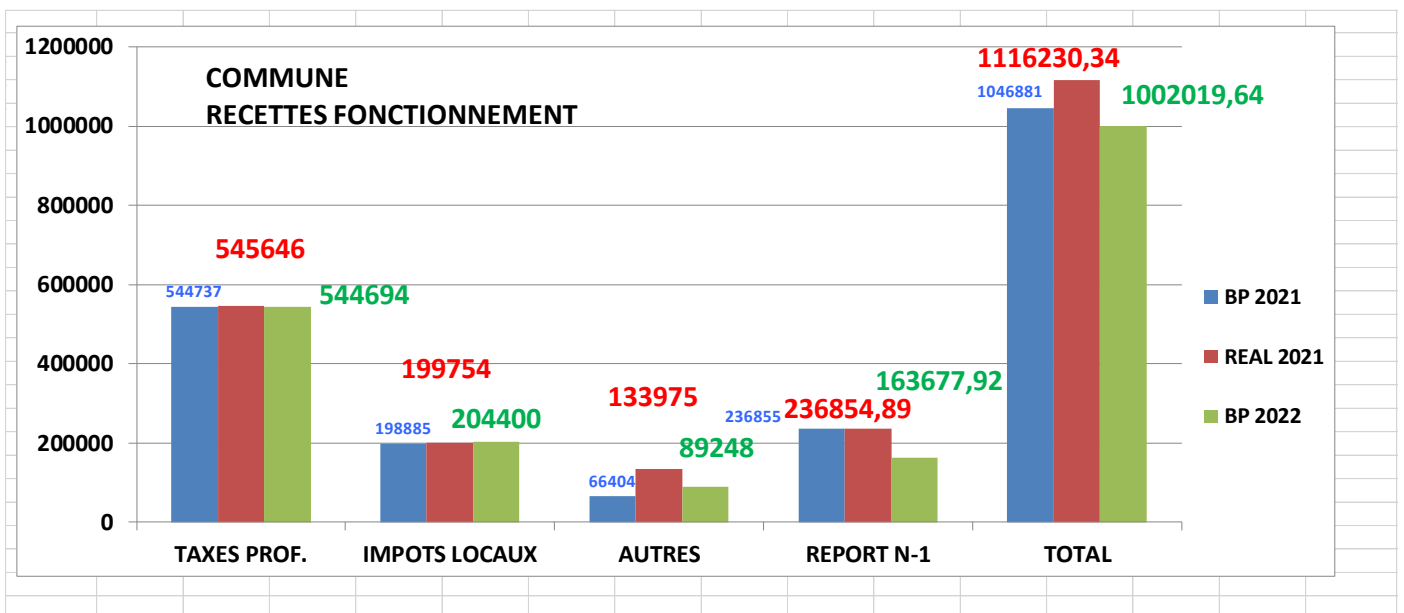 COMMUNE
RECETTES FONCTIONNEMENT
1200000
1000000
800000
600000
400000
200000
0
544737
545646
544694
198885
199754
204400
66404
133975
89248
236855
236854,89
163677,92
1046881
1116230,34
1002019,64
TAXES PROF.
IMPOTS LOCAUX
AUTRES
REPORT N-1
TOTAL
BP 2021
REAL 2021
BP 2022